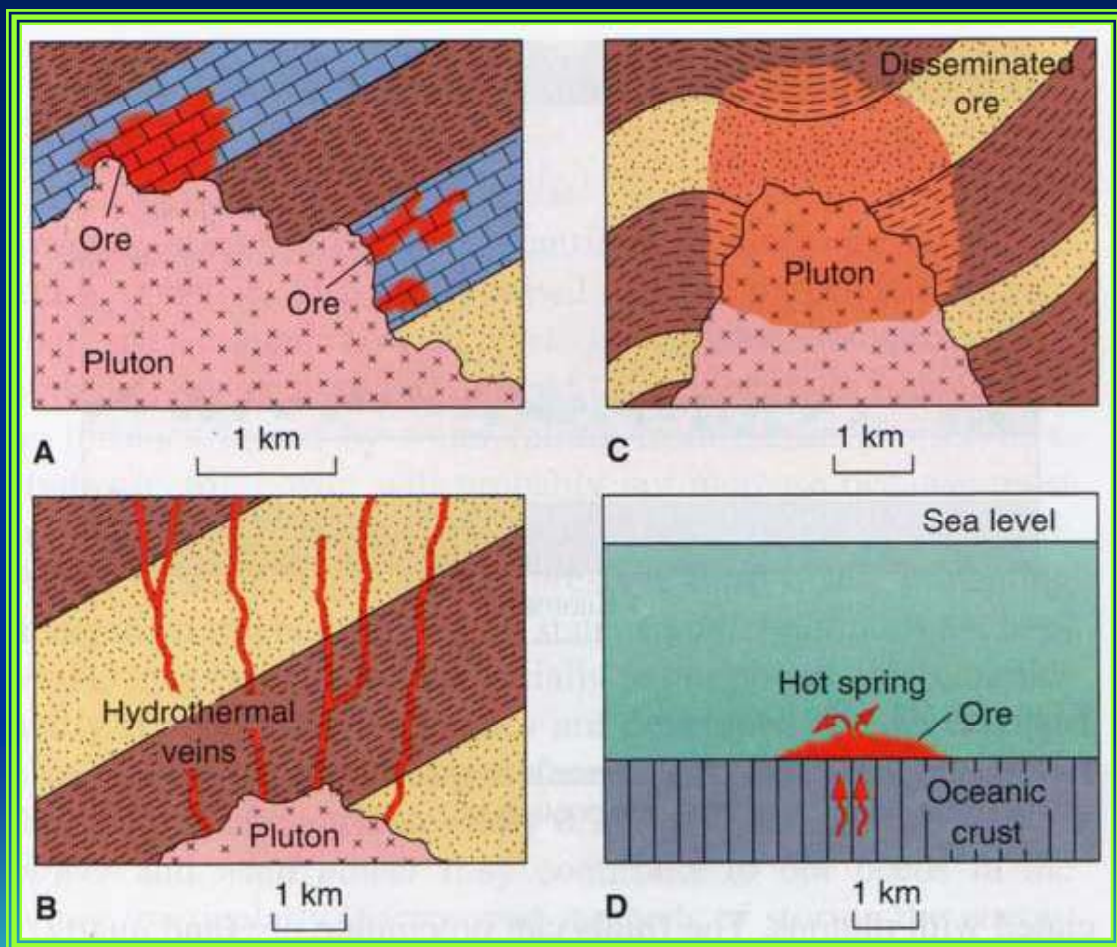 Ore
Ore
Pluton
1 km
A
Disseminated
ore
Pluton
1 km
C
Hydrothermal
veins
Pluton
1 km
B
Sea level
Hot spring
Ore
Oceanic
crust
1 km
D